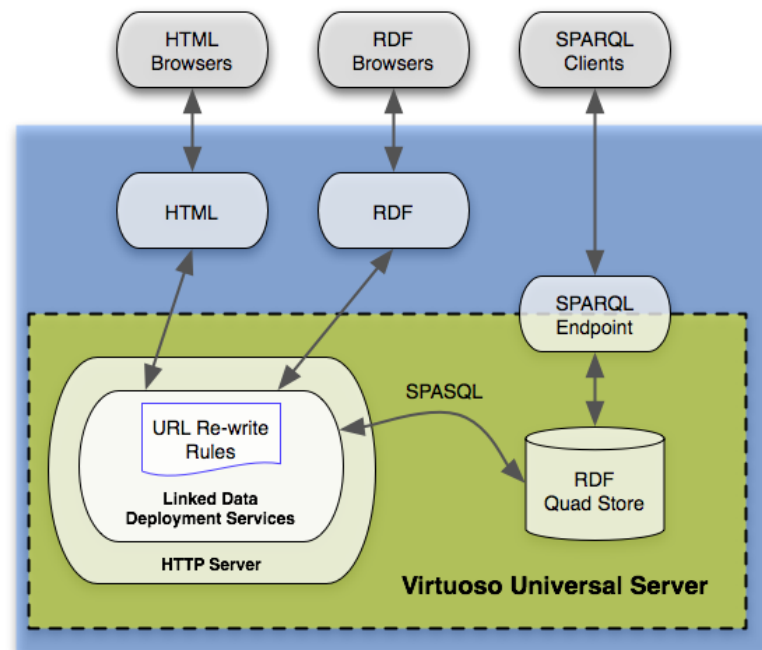 HTML
Browsers
RDF
Browsers
SPARQL
Clients
HTML
RDF
SPARQL
Endpoint
SPASQL
URL Re-write
Rules
Linked Data
Deployment Services
HTTP Server
RDF
Quad Store
Virtuoso Universal Server